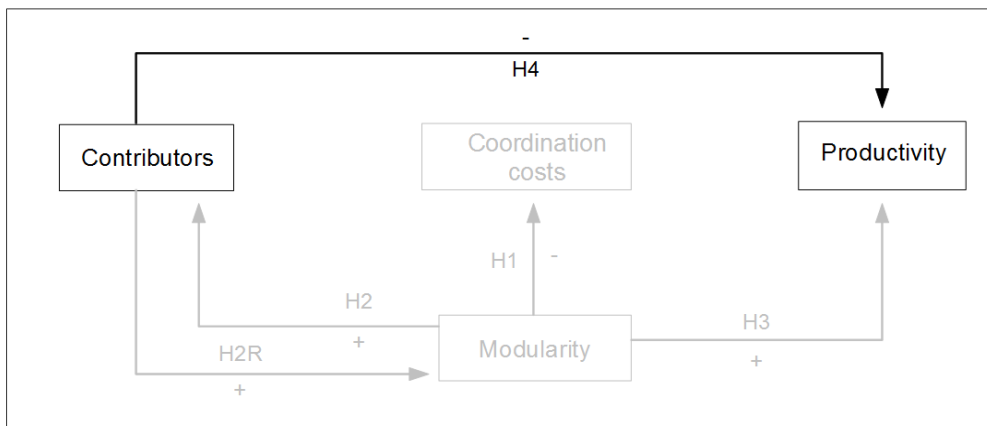 -
H4
Contributors
Coordination
costs
Productivity
H1
-
H2
+
H3
+
H2R
+
Modularity